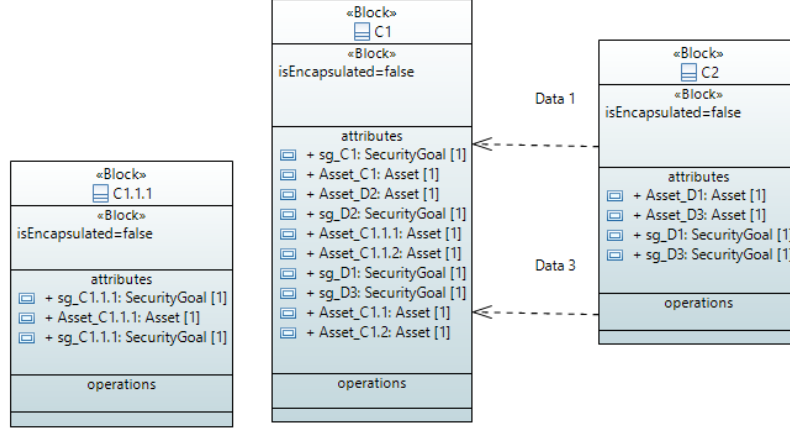 «Block»
C1.1.1
«Block»
isEncapsulated=false
attributes
+ sg_C1.1.1: SecurityGoal [1]
+ Asset_C1.1.1: Asset [1]
+ sg_C1.1.1: SecurityGoal [1]
operations
«Block»
C1
«Block»
isEncapsulated=false
attributes
+ sg_C1: SecurityGoal [1]
+ Asset_C1: Asset [1]
+ Asset_D2: Asset [1]
+ sg_D2: SecurityGoal [1]
+ Asset_C1.1.1: Asset [1]
+ Asset_C1.1.2: Asset [1]
+ sg_D1: SecurityGoal [1]
+ sg_D3: SecurityGoal [1]
+ Asset_C1.1: Asset [1]
+ Asset_C1.2: Asset [1]
operations
Data 1
Data 3
«Block»
C2
«Block»
isEncapsulated=false
attributes
+ Asset_D1: Asset [1]
+ Asset_D3: Asset [1]
+ sg_D1: SecurityGoal [1]
+ sg_D3: SecurityGoal [1]
operations